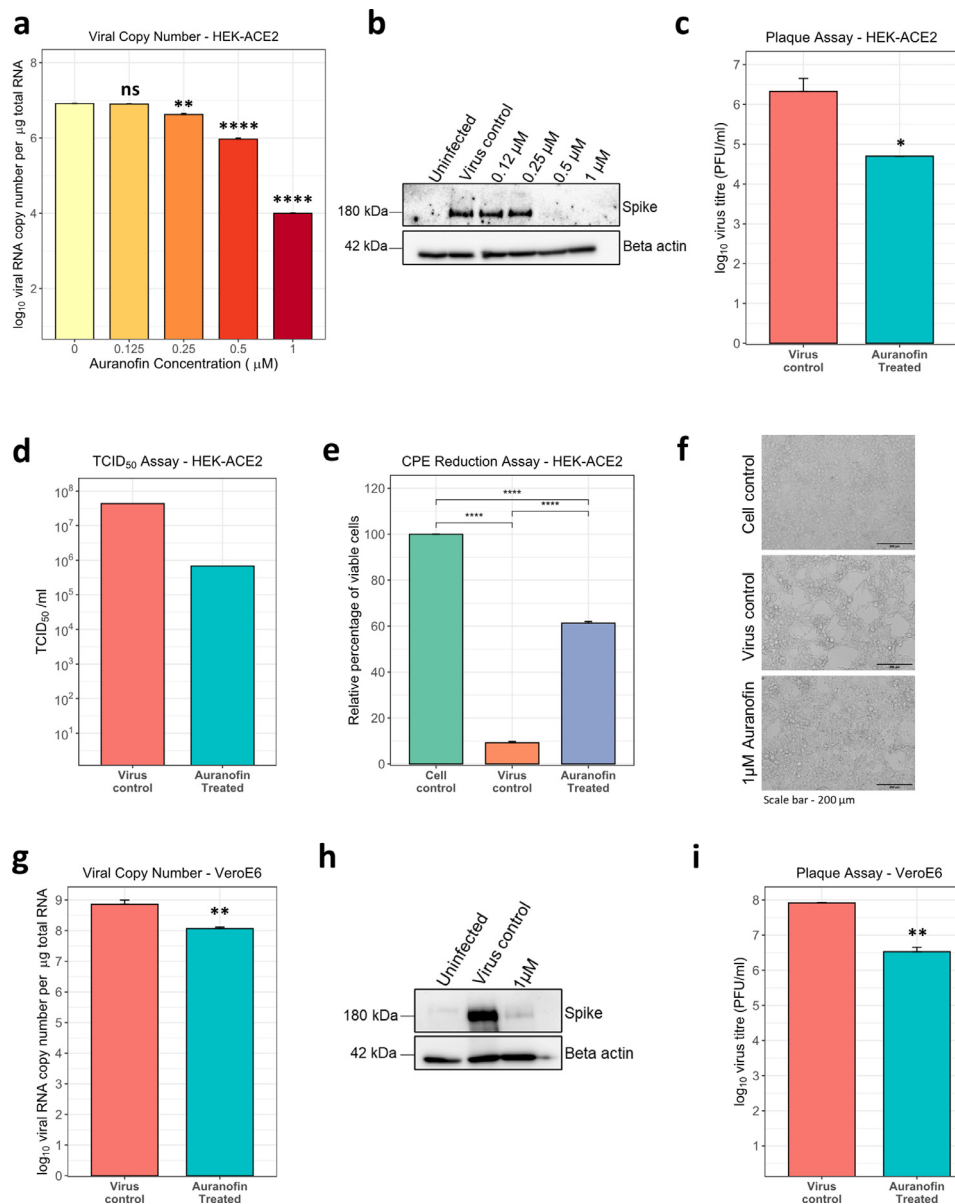 a
Viral Copy Number - HEK-ACE2
log10 viral RNA copy number per µg total RNA
8
6
4
2
ns
**
****
****
0
0.125
0.25
0.5
1
Auranofin Concentration ( µM)
b
Uninfected
Virus control
0.12 µM
0.25 µM
0.5 µM
1 µM
180 kDa
Spike
42 kDa
Beta actin
c
Plaque Assay - HEK-ACE2
log10 virus titre (PFU/ml)
7
6
5
4
3
2
1
0
*
Virus
control
Auranofin
Treated
d
TCID50 Assay - HEK-ACE2
TCID50 /ml
10^8
10^7
10^6
10^5
10^4
10^3
10^2
10^1
Virus
control
Auranofin
Treated
e
CPE Reduction Assay - HEK-ACE2
Relative percentage of viable cells
120
100
80
60
40
20
10
0
****
****
****
Cell
control
Virus
control
Auranofin
Treated
f
Cell control
Virus control
1µM Auranofin
Scale bar - 200 µm
g
Viral Copy Number - VeroE6
log10 viral RNA copy number per µg total RNA
9
8
7
6
5
4
3
2
1
0
**
Virus
control
Auranofin
Treated
h
Uninfected
Virus control
1µM
180 kDa
Spike
42 kDa
Beta actin
i
Plaque Assay - VeroE6
log10 virus titre (PFU/ml)
8
7
6
5
4
3
2
1
**
Virus
control
Auranofin
Treated